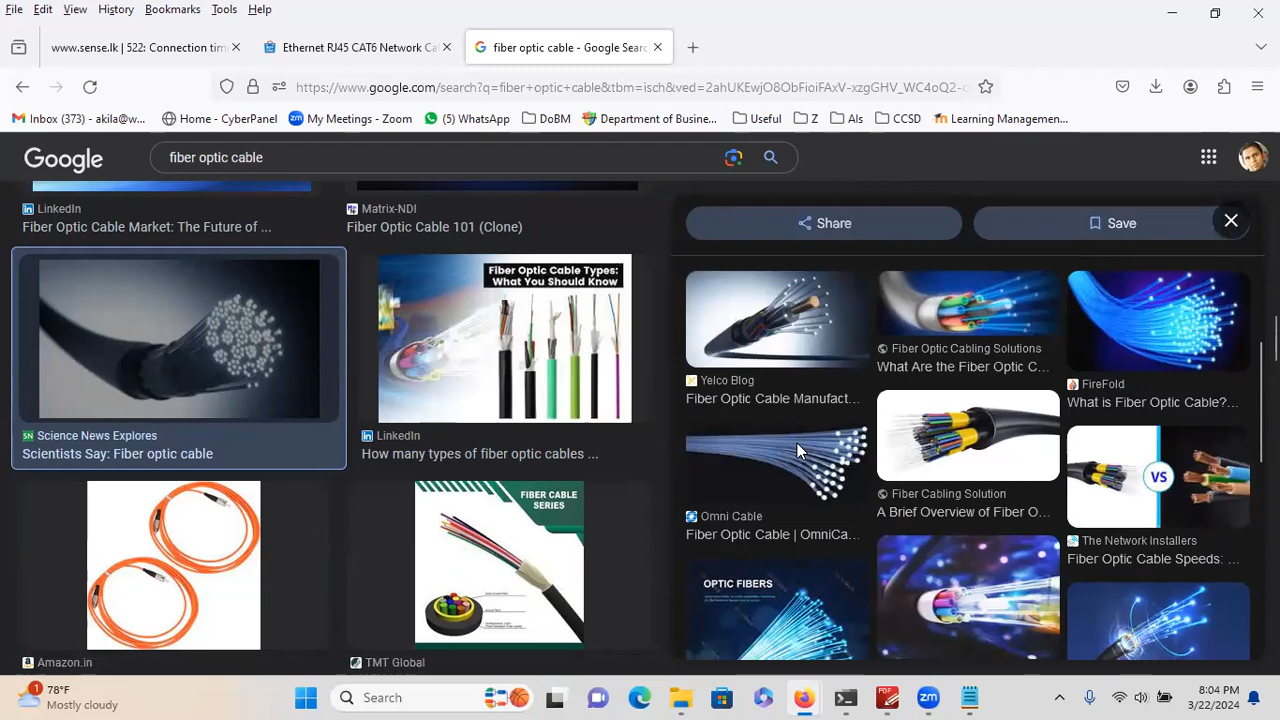 File Edit View History Bookmarks Tools Help
www.sense.lk | 522: Connection tim
Ethernet RJ45 CAT6 Network Ca
fiber optic cable - Google Searc
https://www.google.com/search?q=fiber+optic+cable&tbm=isch&ved=2ahUKEwjO8ObFioiFAxV-xzgGHV_WC4oQ2-c
Inbox (373) - akila@w...
Home - CyberPanel
My Meetings - Zoom
(5) WhatsApp
DoBM
Department of Busine...
Useful
Z
AIs
CCSD
Learning Managemen...
Google
fiber optic cable
LinkedIn
Fiber Optic Cable Market: The Future of ...
Matrix-NDI
Fiber Optic Cable 101 (Clone)
Share
Save
Science News Explores
Scientists Say: Fiber optic cable
Fiber Optic Cable Types:
What You Should Know
LinkedIn
How many types of fiber optic cables ...
Amazon.in
FIBER CABLE
SERIES
TMT Global
Yelco Blog
Fiber Optic Cable Manufact...
Fiber Optic Cabling Solutions
What Are the Fiber Optic C...
FireFold
What is Fiber Optic Cable?...
Omni Cable
Fiber Optic Cable | OmniCa...
Fiber Cabling Solution
A Brief Overview of Fiber O...
VS
The Network Installers
Fiber Optic Cable Speeds: ...
OPTIC FIBERS
1
78°F
Mostly cloudy
Search
PDF
zm
8:04 PM
3/22/2024